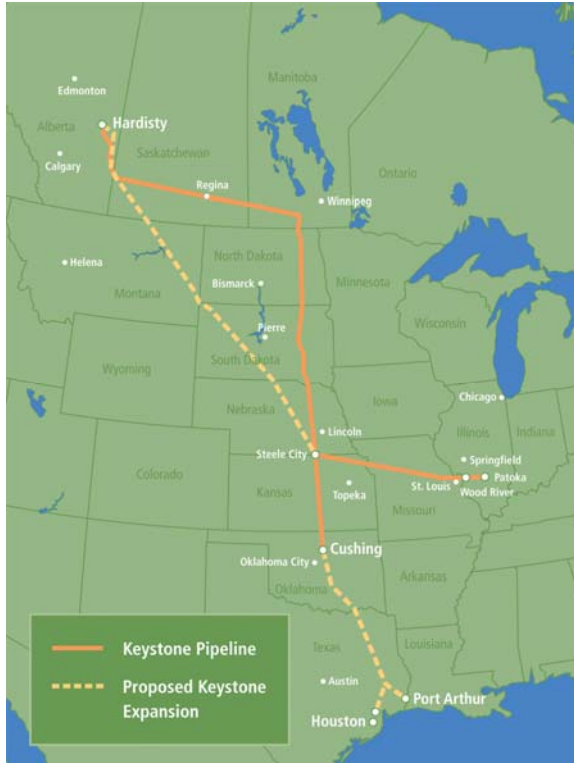 Manitoba
Edmonton
Alberta
Hardisty
Calgary
Saskatchewan
Regina
Ontario
Winnipeg
Helena
North Dakota
Bismarck
Minnesota
Montana
Pierre
Wisconsin
South Dakota
Wyoming
Chicago
Nebraska
Iowa
Lincoln
Illinois
Indiana
Steele City
Springfield
Colorado
Kansas
Topeka
St. Louis
Patoka
Wood River
Missouri
Cushing
Oklahoma City
Oklahoma
Arkansas
Texas
Louisiana
Austin
Port Arthur
Houston
Keystone Pipeline
Proposed Keystone
Expansion